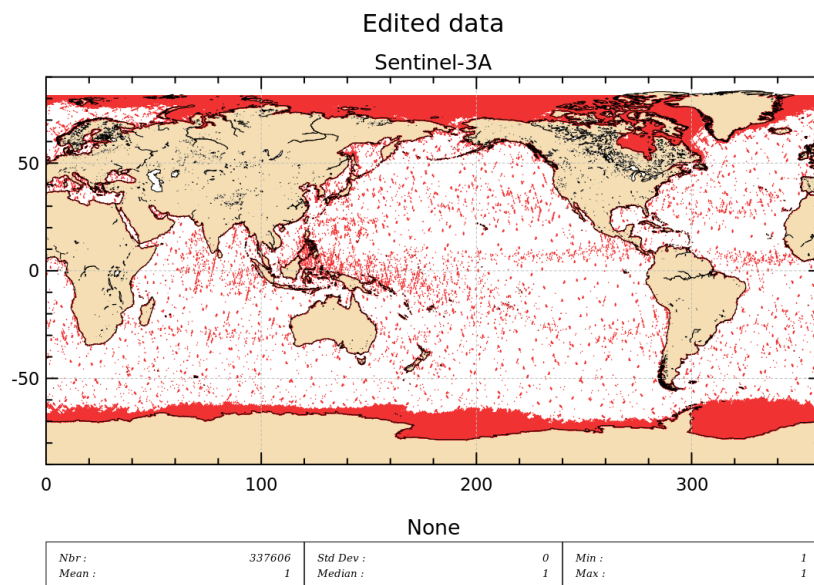 Edited data
Sentinel-3A
50
0
-50
0 100 200 300
None
Nbr : 337606 Std Dev : 0 Min : 1
Mean : 1 Median : 1 Max : 1